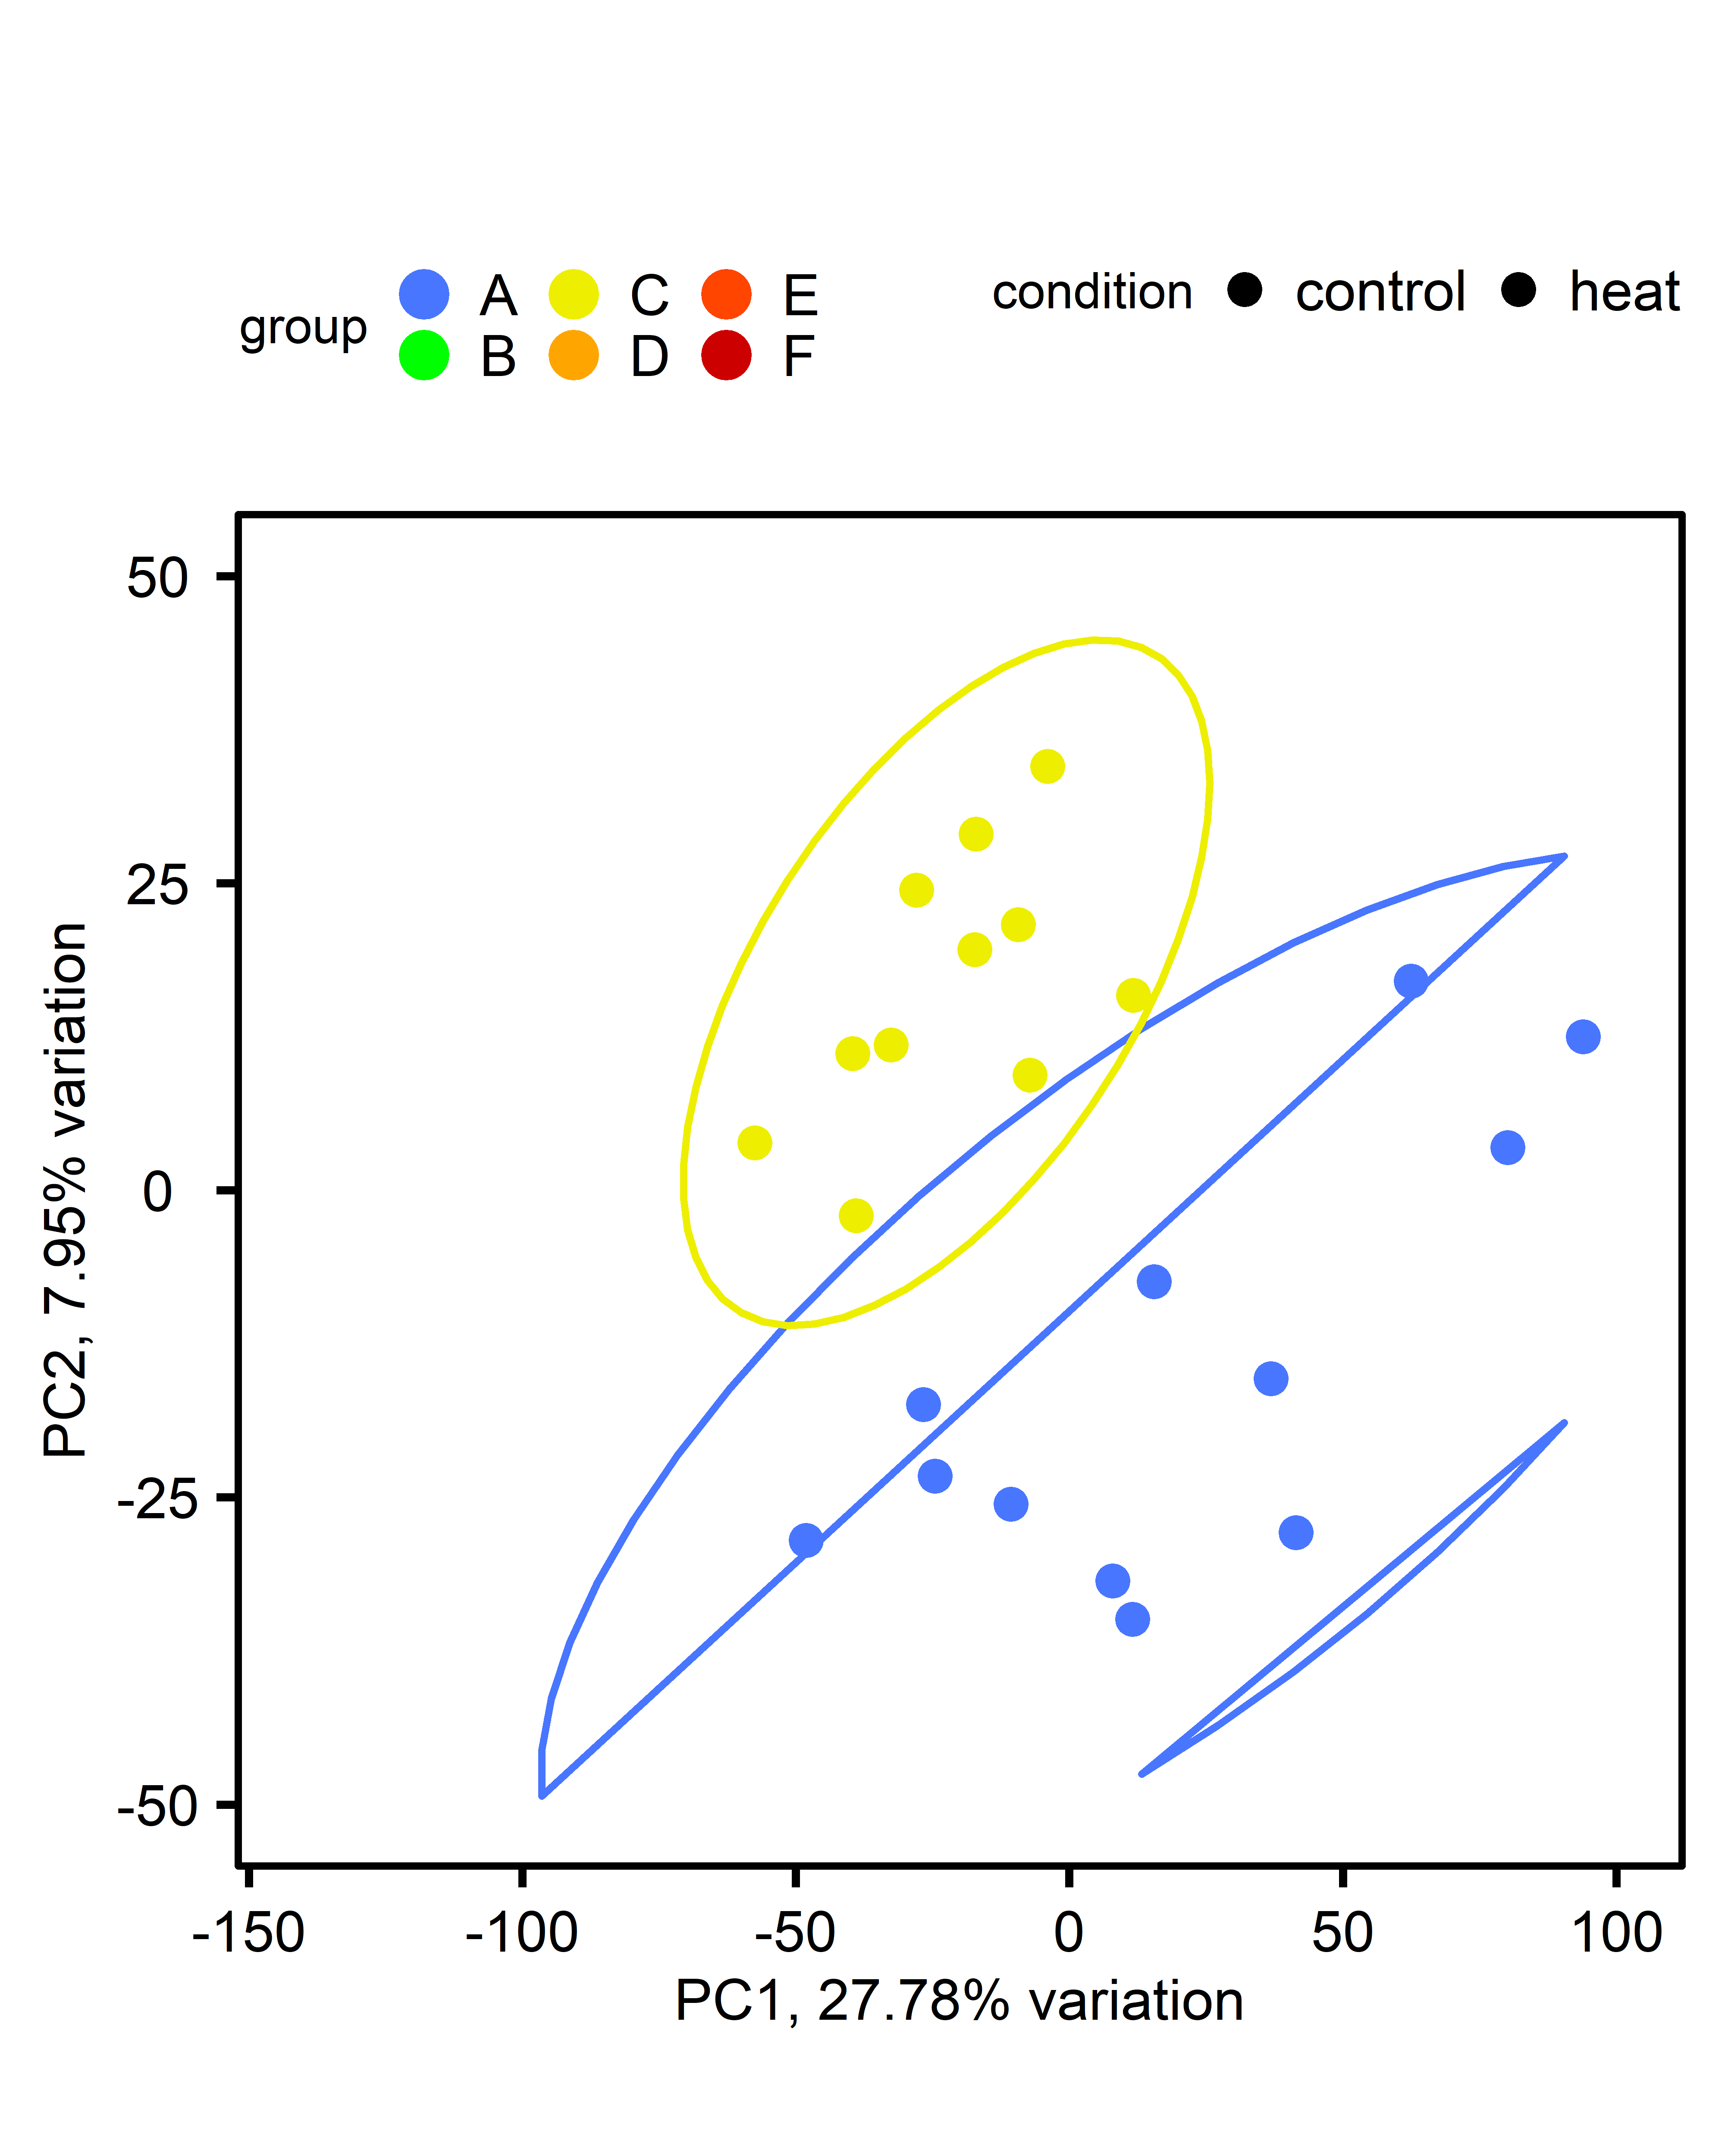 group
A
C
E
B
D
F
condition
control
heat
PC2, 7.95% variation
50
25
0
-25
-50
-150
-100
-50
0
50
100
PC1, 27.78% variation